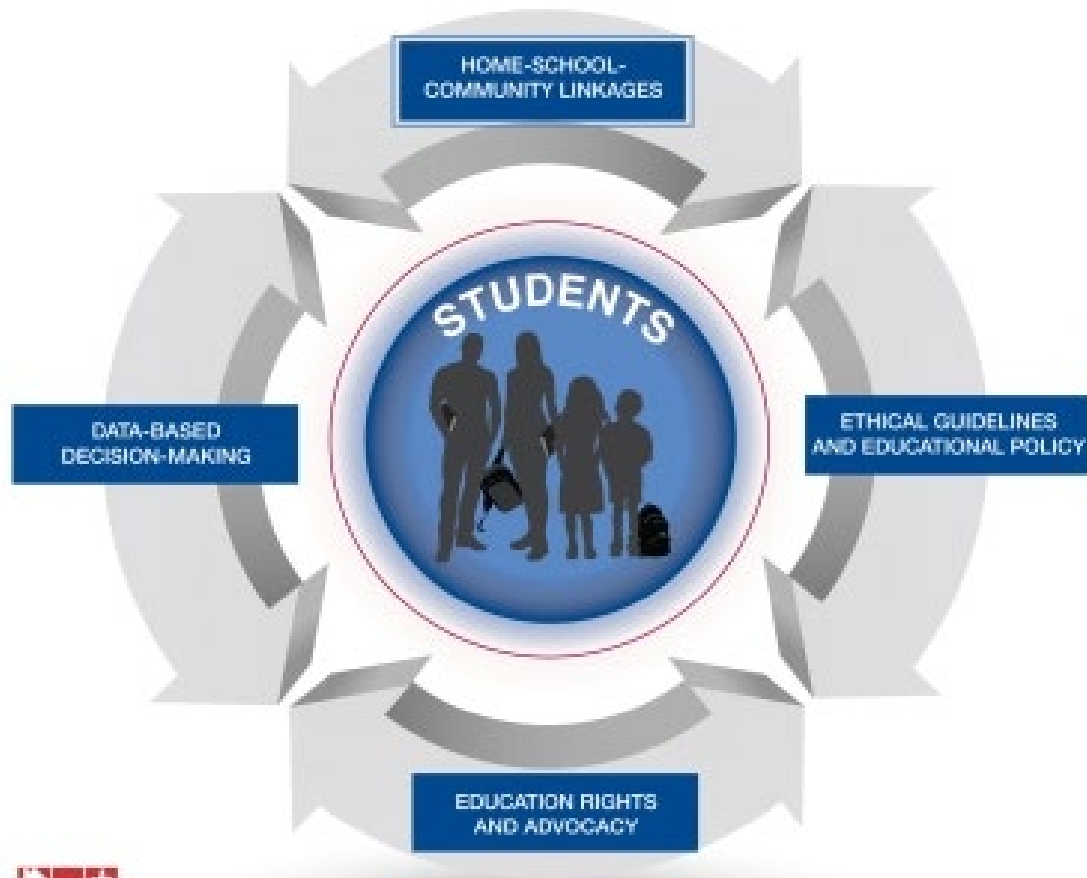 HOME-SCHOOL-
COMMUNITY LINKAGES
STUDENTS
DATA-BASED
DECISION-MAKING
ETHICAL GUIDELINES
AND EDUCATIONAL POLICY
EDUCATION RIGHTS
AND ADVOCACY